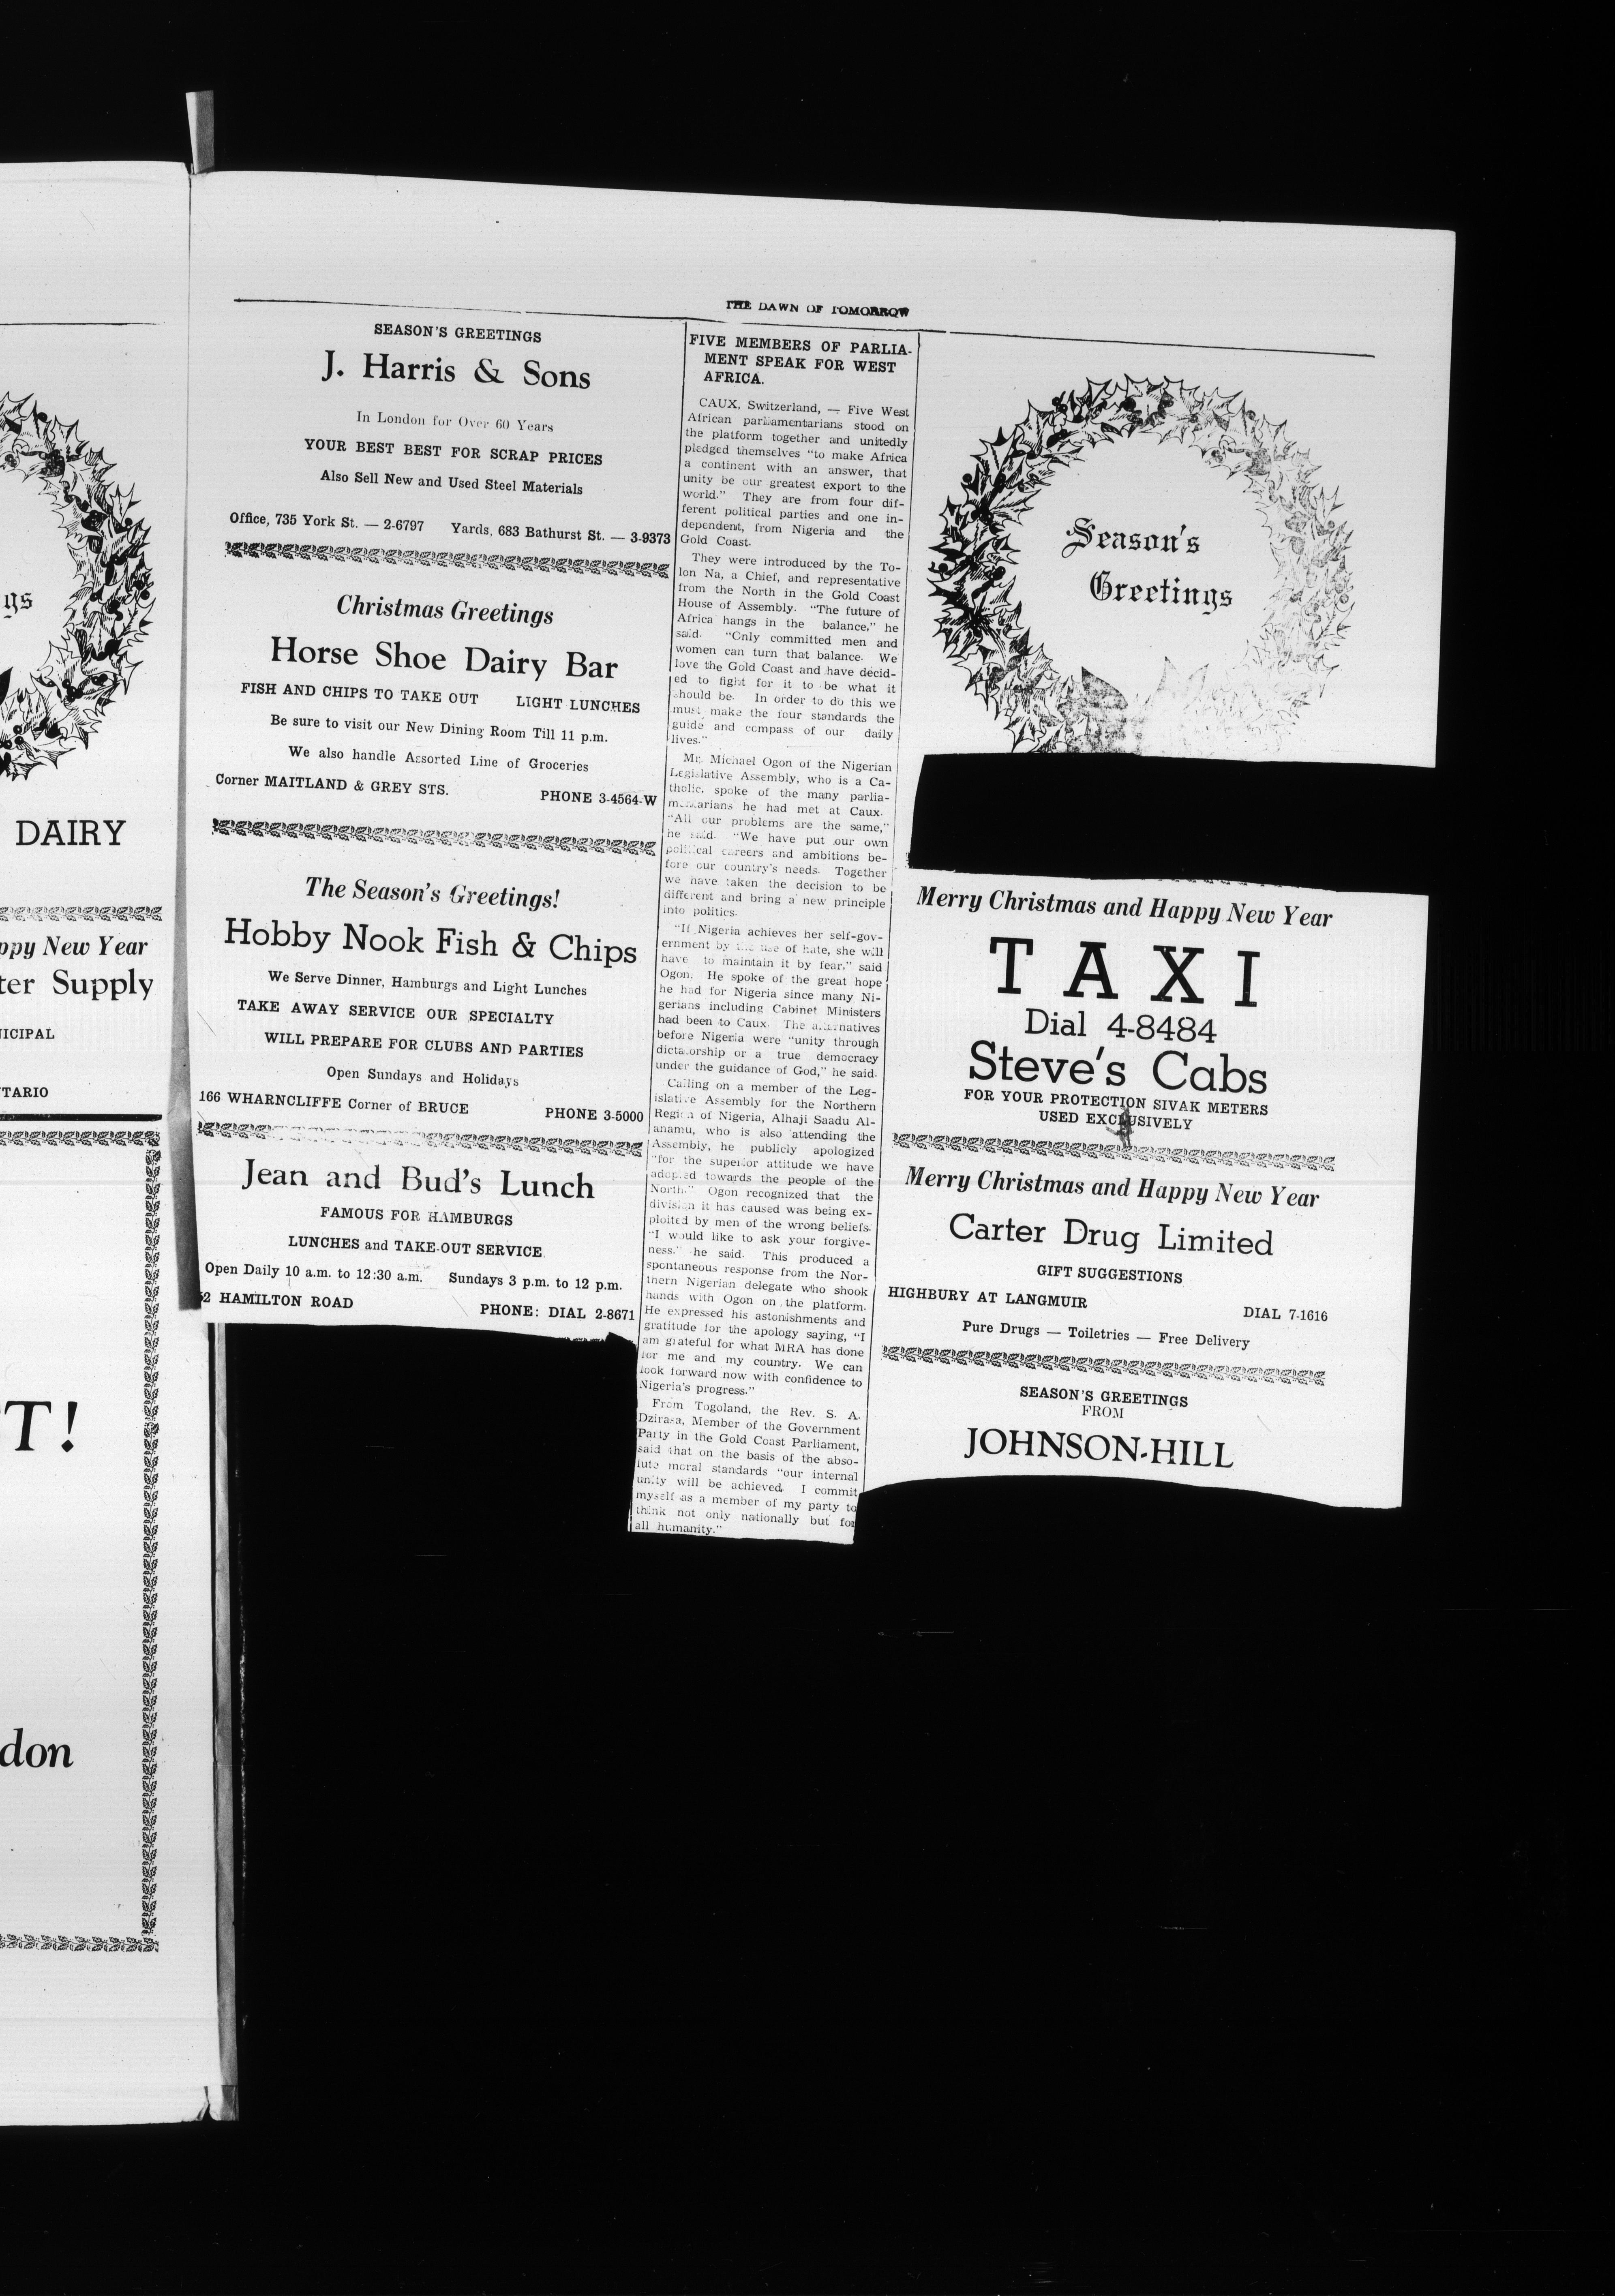 gs
DAIRY
ppy New Year
ter Supply
ICIPAL
TARIO
T!
don
THE DAWN OF TOMORROW
SEASON'S GREETINGS
J. Harris & Sons
In London for Over 60 Years
YOUR BEST BEST FOR SCRAP PRICES
Also Sell New and Used Steel Materials
Office, 735 York St. — 2-6797 Yards, 683 Bathurst St. — 3-9373
Christmas Greetings
Horse Shoe Dairy Bar
FISH AND CHIPS TO TAKE OUT LIGHT LUNCHES
Be sure to visit our New Dining Room Till 11 p.m.
We also handle Assorted Line of Groceries
Corner MAITLAND & GREY STS. PHONE 3-4564-W
The Season's Greetings!
Hobby Nook Fish & Chips
We Serve Dinner, Hamburgs and Light Lunches
TAKE AWAY SERVICE OUR SPECIALTY
WILL PREPARE FOR CLUBS AND PARTIES
Open Sundays and Holidays
166 WHARNCLIFFE Corner of BRUCE PHONE 3-5000
Jean and Bud's Lunch
FAMOUS FOR HAMBURGS
LUNCHES and TAKE-OUT SERVICE
Open Daily 10 a.m. to 12:30 a.m. Sundays 3 p.m. to 12 p.m.
52 HAMILTON ROAD PHONE: DIAL 2-8671
FIVE MEMBERS OF PARLIA-
MENT SPEAK FOR WEST
AFRICA.
CAUX, Switzerland, — Five West
African parliamentarians stood on
the platform together and unitedly
pledged themselves "to make Africa
a continent with an answer, that
unity be our greatest export to the
world." They are from four dif-
ferent political parties and one in-
dependent, from Nigeria and the
Gold Coast.
They were introduced by the To-
lon Na, a Chief, and representative
from the North in the Gold Coast
House of Assembly. "The future of
Africa hangs in the balance," he
said. "Only committed men and
women can turn that balance. We
love the Gold Coast and have decid-
ed to fight for it to be what it
should be. In order to do this we
must make the four standards the
guide and compass of our daily
lives."
Mr. Michael Ogon of the Nigerian
Legislative Assembly, who is a Ca-
tholic, spoke of the many parlia-
mentarians he had met at Caux.
"All our problems are the same,"
he said. "We have put our own
political careers and ambitions be-
fore our country's needs. Together
we have taken the decision to be
different and bring a new principle
into politics.
"If Nigeria achieves her self-gov-
ernment by the use of hate, she will
have to maintain it by fear," said
Ogon. He spoke of the great hope
he had for Nigeria since many Ni-
gerians including Cabinet Ministers
had been to Caux. The alternatives
before Nigeria were "unity through
dictatorship or a true democracy
under the guidance of God," he said.
Calling on a member of the Leg-
islative Assembly for the Northern
Region of Nigeria, Alhaji Saadu Al-
anamu, who is also attending the
Assembly, he publicly apologized
"for the superior attitude we have
adopted towards the people of the
North." Ogon recognized that the
division it has caused was being ex-
ploited by men of the wrong beliefs.
"I would like to ask your forgive-
ness," he said. This produced a
spontaneous response from the Nor-
thern Nigerian delegate who shook
hands with Ogon on the platform.
He expressed his astonishments and
gratitude for the apology saying, "I
am grateful for what MRA has done
for me and my country. We can
look forward now with confidence to
Nigeria's progress."
From Togoland, the Rev. S. A.
Dzirasa, Member of the Government
Party in the Gold Coast Parliament,
said that on the basis of the abso-
lute moral standards "our internal
unity will be achieved. I commit
myself as a member of my party to
think not only nationally but for
all humanity."
Season's
Greetings
Merry Christmas and Happy New Year
TAXI
Dial 4-8484
Steve's Cabs
FOR YOUR PROTECTION SIVAK METERS
USED EXCLUSIVELY
Merry Christmas and Happy New Year
Carter Drug Limited
GIFT SUGGESTIONS
HIGHBURY AT LANGMUIR DIAL 7-1616
Pure Drugs — Toiletries — Free Delivery
SEASON'S GREETINGS
FROM
JOHNSON-HILL